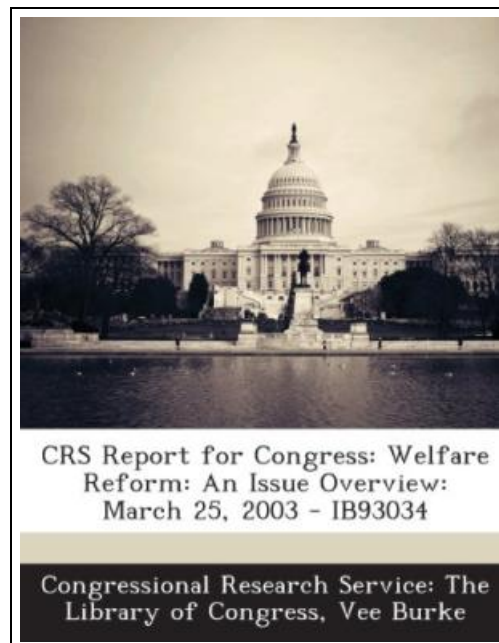 CRS Report for Congress: Welfare
Reform: An Issue Overview:
March 25, 2003 - IB93034
Congressional Research Service: The
Library of Congress, Vee Burke